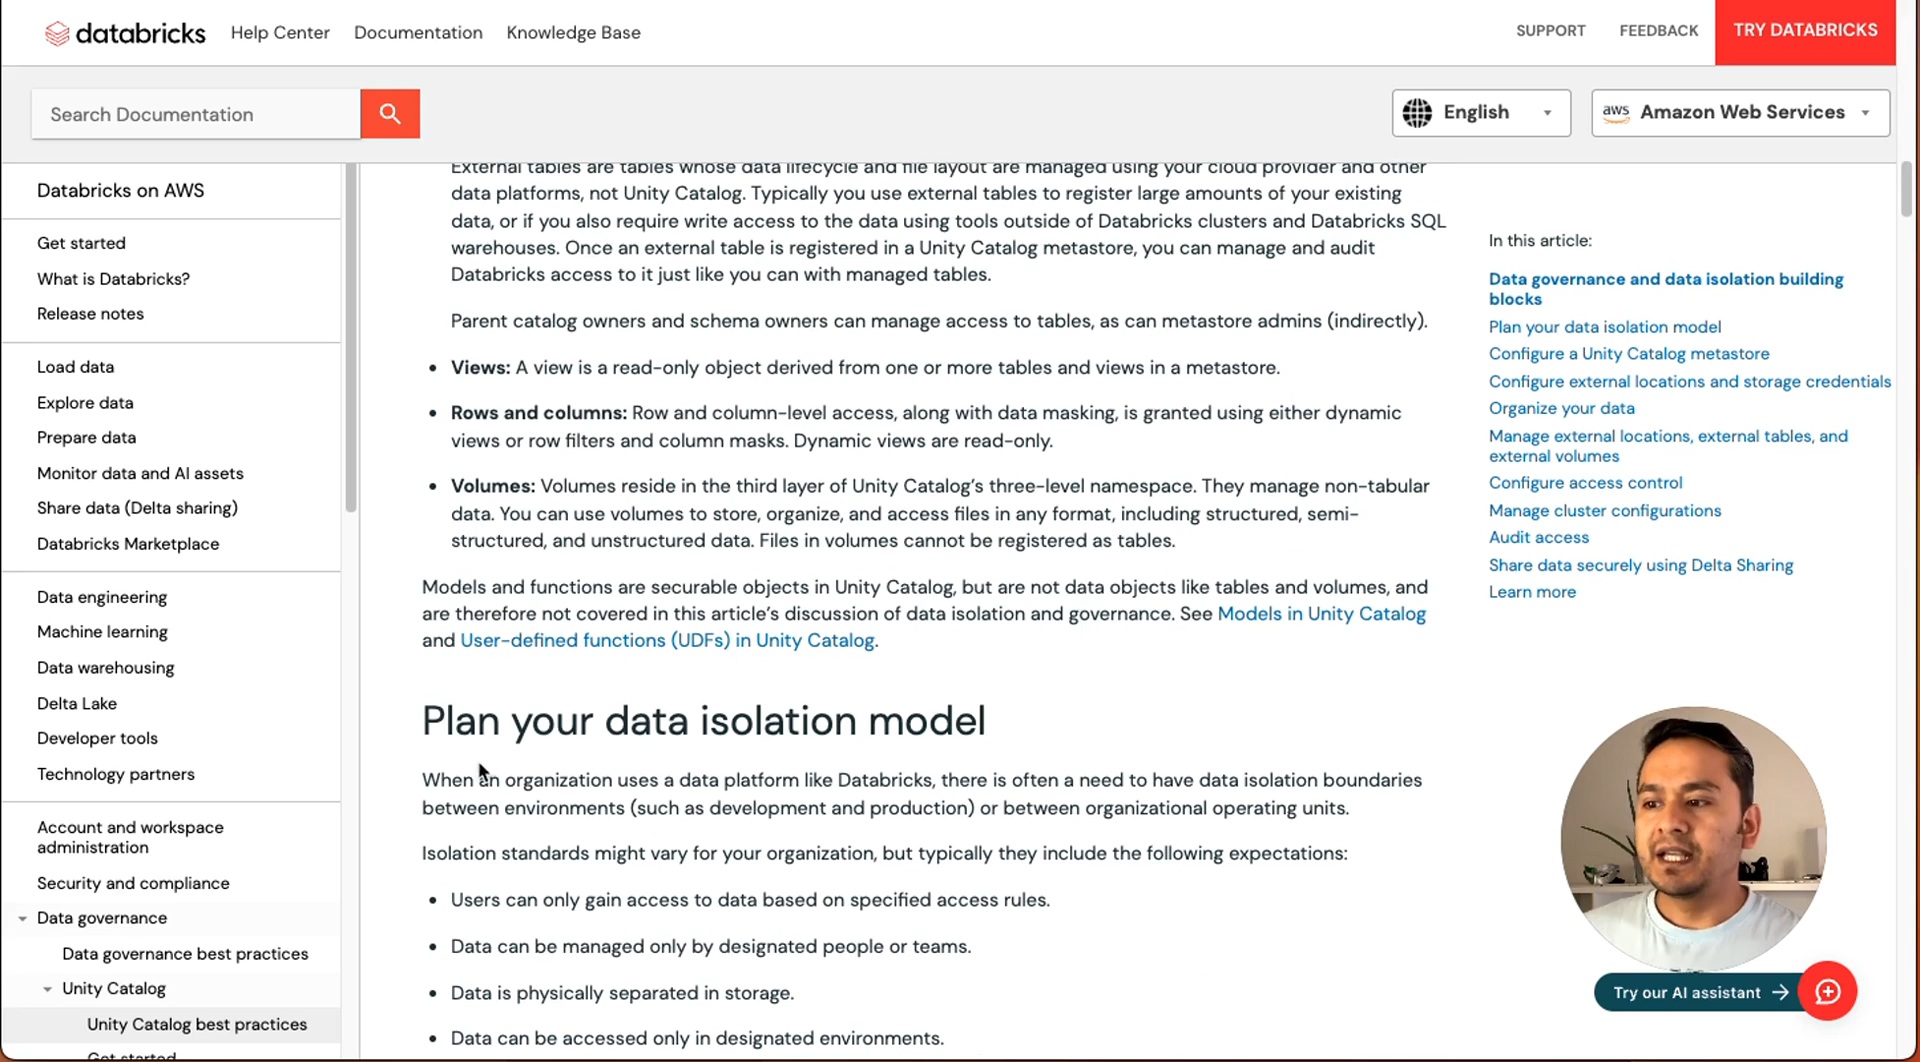 databricks Help Center Documentation Knowledge Base SUPPORT FEEDBACK TRY DATABRICKS
Search Documentation English aws Amazon Web Services
Databricks on AWS
Get started
What is Databricks?
Release notes
Load data
Explore data
Prepare data
Monitor data and AI assets
Share data (Delta sharing)
Databricks Marketplace
Data engineering
Machine learning
Data warehousing
Delta Lake
Developer tools
Technology partners
Account and workspace
administration
Security and compliance
Data governance
Data governance best practices
Unity Catalog
Unity Catalog best practices
Get started
External tables are tables whose data lifecycle and file layout are managed using your cloud provider and other
data platforms, not Unity Catalog. Typically you use external tables to register large amounts of your existing
data, or if you also require write access to the data using tools outside of Databricks clusters and Databricks SQL
warehouses. Once an external table is registered in a Unity Catalog metastore, you can manage and audit
Databricks access to it just like you can with managed tables.
Parent catalog owners and schema owners can manage access to tables, as can metastore admins (indirectly).
• Views: A view is a read-only object derived from one or more tables and views in a metastore.
• Rows and columns: Row and column-level access, along with data masking, is granted using either dynamic
views or row filters and column masks. Dynamic views are read-only.
• Volumes: Volumes reside in the third layer of Unity Catalog’s three-level namespace. They manage non-tabular
data. You can use volumes to store, organize, and access files in any format, including structured, semi-
structured, and unstructured data. Files in volumes cannot be registered as tables.
Models and functions are securable objects in Unity Catalog, but are not data objects like tables and volumes, and
are therefore not covered in this article’s discussion of data isolation and governance. See Models in Unity Catalog
and User-defined functions (UDFs) in Unity Catalog.
Plan your data isolation model
When an organization uses a data platform like Databricks, there is often a need to have data isolation boundaries
between environments (such as development and production) or between organizational operating units.
Isolation standards might vary for your organization, but typically they include the following expectations:
• Users can only gain access to data based on specified access rules.
• Data can be managed only by designated people or teams.
• Data is physically separated in storage.
• Data can be accessed only in designated environments.
In this article:
Data governance and data isolation building
blocks
Plan your data isolation model
Configure a Unity Catalog metastore
Configure external locations and storage credentials
Organize your data
Manage external locations, external tables, and
external volumes
Configure access control
Manage cluster configurations
Audit access
Share data securely using Delta Sharing
Learn more
Try our AI assistant →